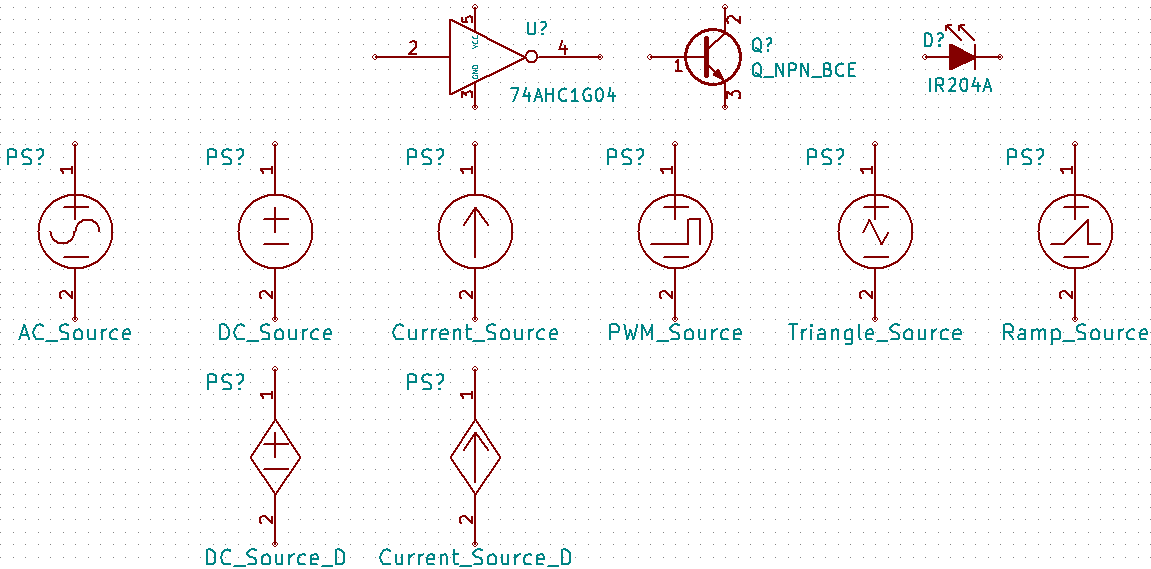 5
U?
2
VCC
4
GND
3
74AHC1G04
2
Q?
1
Q_NPN_BCE
3
D?
IR204A
PS? 1 PS? 1 PS? 1 PS? 1 PS? 1 PS? 1
2 2 2 2 2 2
AC_Source DC_Source Current_Source PWM_Source Triangle_Source Ramp_Source
PS? 1 PS? 1
2 2
DC_Source_D Current_Source_D